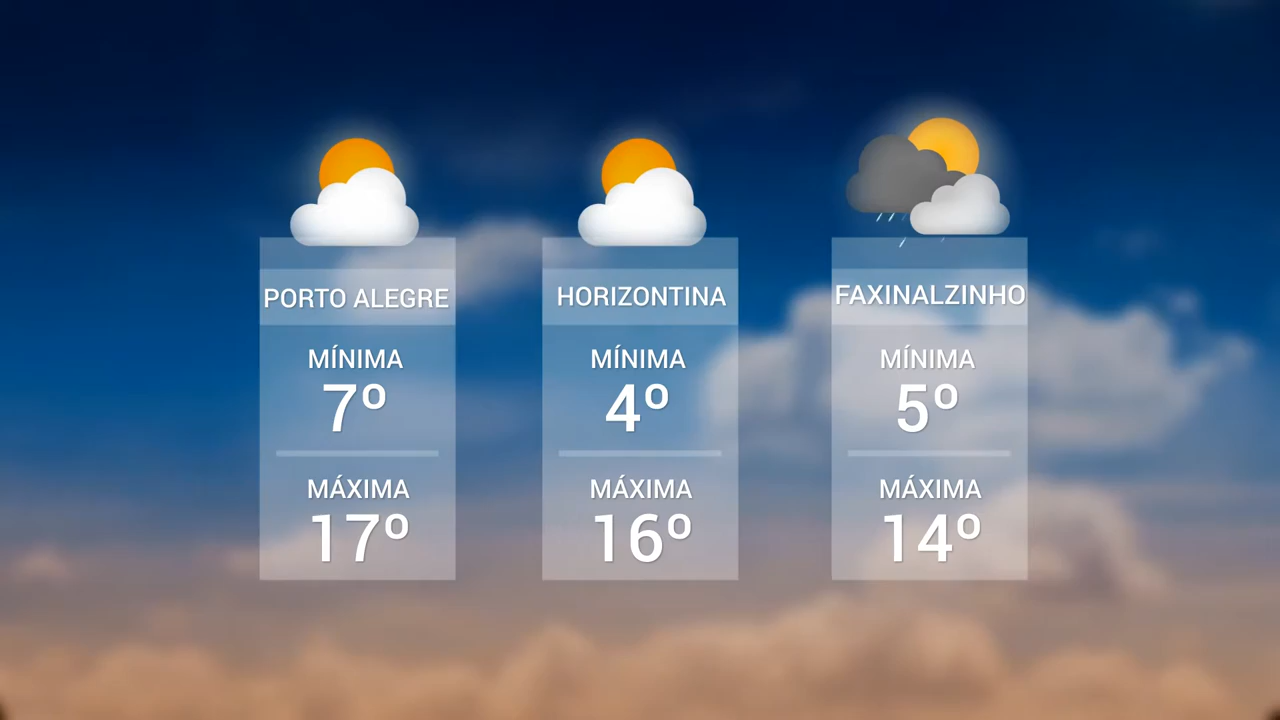 PORTO ALEGRE
MÍNIMA
7º
MÁXIMA
17º
HORIZONTINA
MÍNIMA
4º
MÁXIMA
16º
FAXINALZINHO
MÍNIMA
5º
MÁXIMA
14º